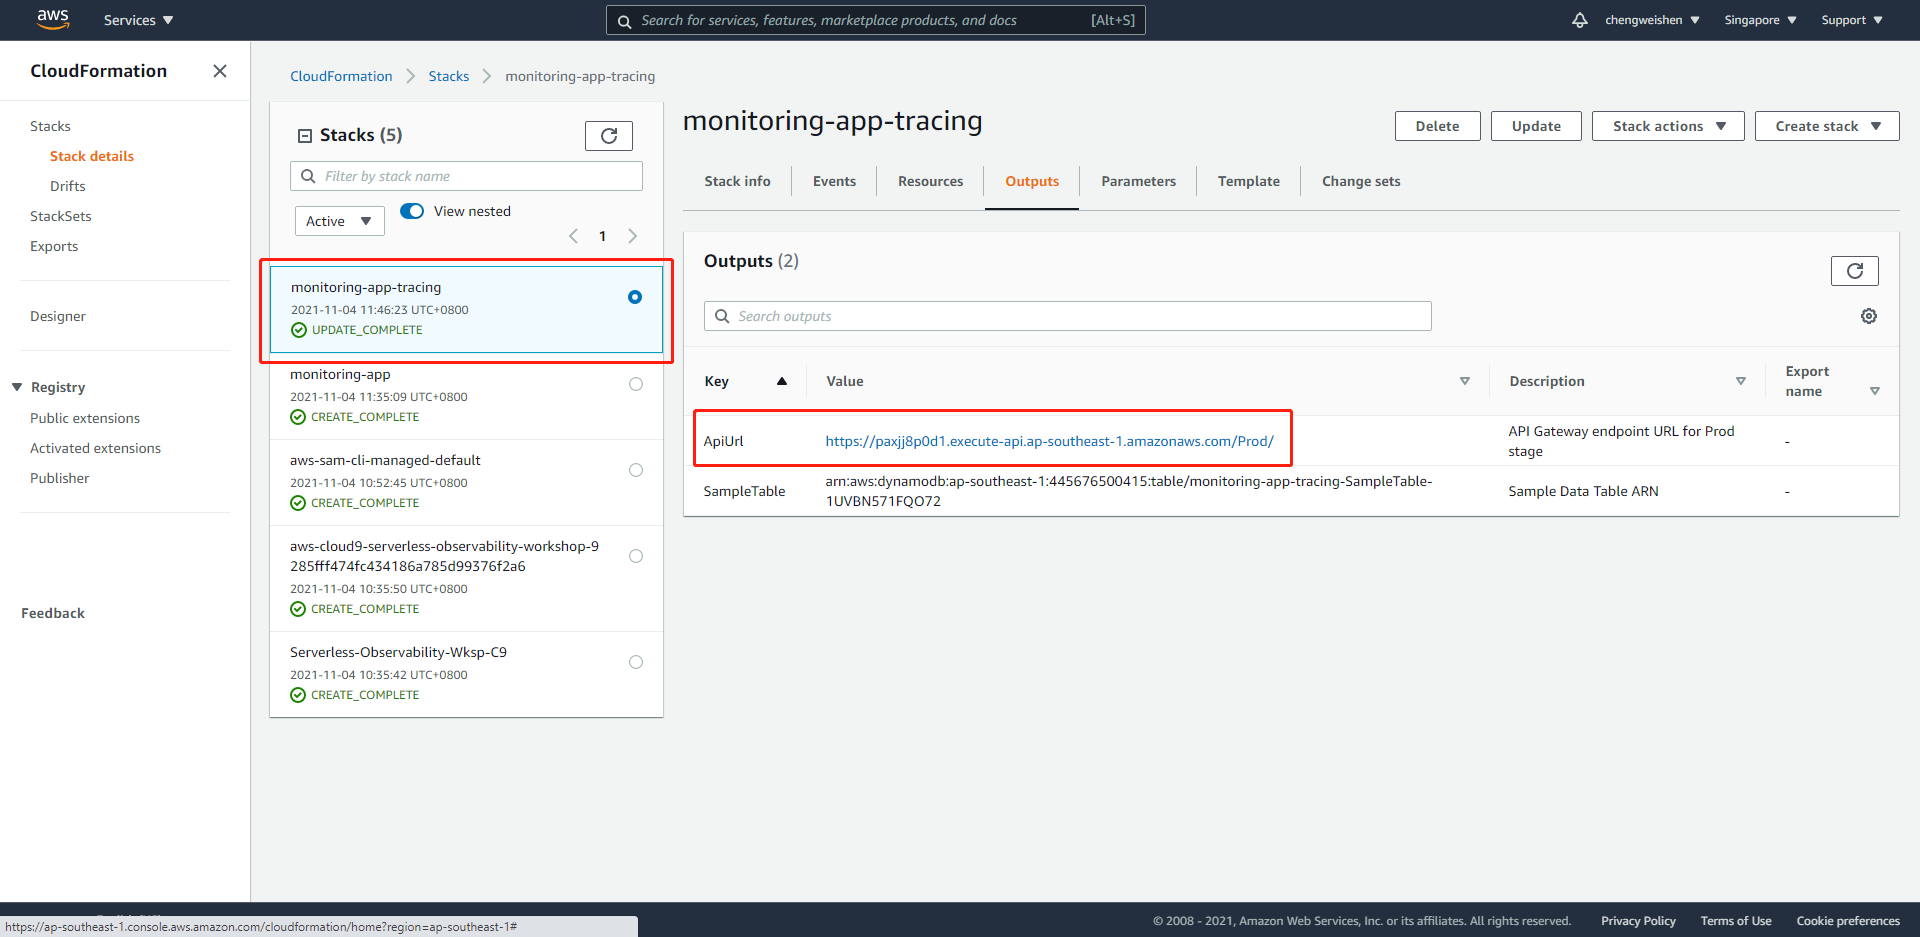 aws
Services
Search for services, features, marketplace products, and docs
[Alt+S]
chengweishen
Singapore
Support
CloudFormation
Stacks
Stack details
Drifts
StackSets
Exports
Designer
Registry
Public extensions
Activated extensions
Publisher
Feedback
CloudFormation
Stacks
monitoring-app-tracing
Stacks (5)
Filter by stack name
Active
View nested
1
monitoring-app-tracing
2021-11-04 11:46:23 UTC+0800
UPDATE_COMPLETE
monitoring-app
2021-11-04 11:35:09 UTC+0800
CREATE_COMPLETE
aws-sam-cli-managed-default
2021-11-04 10:52:45 UTC+0800
CREATE_COMPLETE
aws-cloud9-serverless-observability-workshop-9
285fff474fc434186a785d99376f2a6
2021-11-04 10:35:50 UTC+0800
CREATE_COMPLETE
Serverless-Observability-Wksp-C9
2021-11-04 10:35:42 UTC+0800
CREATE_COMPLETE
monitoring-app-tracing
Delete
Update
Stack actions
Create stack
Stack info
Events
Resources
Outputs
Parameters
Template
Change sets
Outputs (2)
Search outputs
Key
Value
Description
Export
name
ApiUrl
https://paxjj8p0d1.execute-api.ap-southeast-1.amazonaws.com/Prod/
API Gateway endpoint URL for Prod
stage
-
SampleTable
arn:aws:dynamodb:ap-southeast-1:445676500415:table/monitoring-app-tracing-SampleTable-
1UVBN571FQO72
Sample Data Table ARN
-
https://ap-southeast-1.console.aws.amazon.com/cloudformation/home?region=ap-southeast-1#
© 2008 - 2021, Amazon Web Services, Inc. or its affiliates. All rights reserved.
Privacy Policy
Terms of Use
Cookie preferences